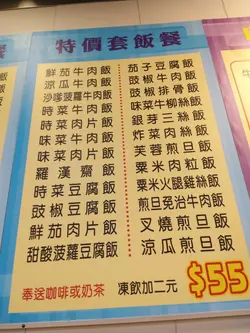 特價套飯餐
鮮茄牛肉飯
涼瓜牛肉飯
沙嗲菠蘿牛肉飯
時菜牛肉飯
時菜肉片飯
味菜牛肉飯
味菜肉片飯
羅漢齋飯
時菜豆腐飯
豉椒豆腐飯
鮮茄肉片飯
甜酸菠蘿豆腐飯
茄子豆腐飯
豉椒牛肉飯
豉椒排骨飯
味菜牛柳絲飯
銀芽三絲飯
炸菜肉絲飯
芙蓉煎旦飯
粟米肉粒飯
粟米火腿雞絲飯
煎旦免治牛肉飯
叉燒煎旦飯
涼瓜煎旦飯
奉送咖啡或奶茶
凍飲加二元
$55